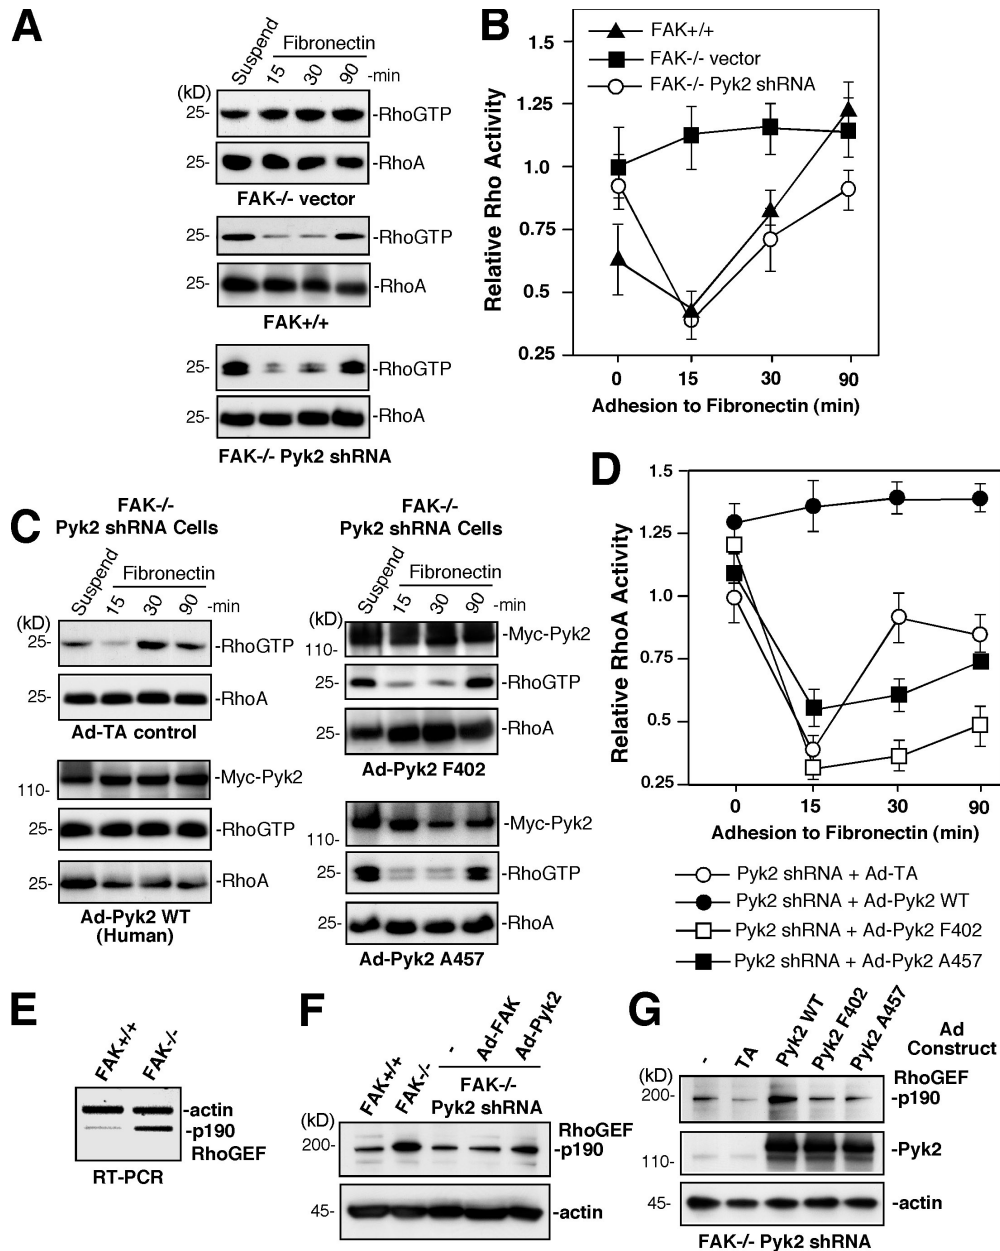 A
Suspend
Fibronectin
15 30 90 -min
(kD)
25- -RhoGTP
25- -RhoA
FAK-/- vector
25- -RhoGTP
25- -RhoA
FAK+/+
25- -RhoGTP
25- -RhoA
FAK-/- Pyk2 shRNA
B
FAK+/+
FAK-/- vector
FAK-/- Pyk2 shRNA
Relative Rho Activity
1.5
1.25
1.0
0.75
0.5
0.25
0 15 30 90
Adhesion to Fibronectin (min)
C
FAK-/-
Pyk2 shRNA Cells
Suspend
Fibronectin
15 30 90 -min
(kD)
25- -RhoGTP
25- -RhoA
Ad-TA control
110- -Myc-Pyk2
25- -RhoGTP
25- -RhoA
Ad-Pyk2 WT
(Human)
FAK-/-
Pyk2 shRNA Cells
Suspend
Fibronectin
15 30 90 -min
(kD)
110- -Myc-Pyk2
25- -RhoGTP
25- -RhoA
Ad-Pyk2 F402
110- -Myc-Pyk2
25- -RhoGTP
25- -RhoA
Ad-Pyk2 A457
D
Relative RhoA Activity
1.5
1.25
1.0
0.75
0.5
0.25
0 15 30 90
Adhesion to Fibronectin (min)
Pyk2 shRNA + Ad-TA
Pyk2 shRNA + Ad-Pyk2 WT
Pyk2 shRNA + Ad-Pyk2 F402
Pyk2 shRNA + Ad-Pyk2 A457
E
FAK+/+
FAK-/-
-actin
-p190
RhoGEF
RT-PCR
F
FAK+/+
FAK-/-
-
Ad-FAK
Ad-Pyk2
FAK-/-
Pyk2 shRNA
(kD)
RhoGEF
200- -p190
45- -actin
G
-
TA
Pyk2 WT
Pyk2 F402
Pyk2 A457
Ad
Construct
(kD)
RhoGEF
200- -p190
110- -Pyk2
45- -actin
FAK-/- Pyk2 shRNA